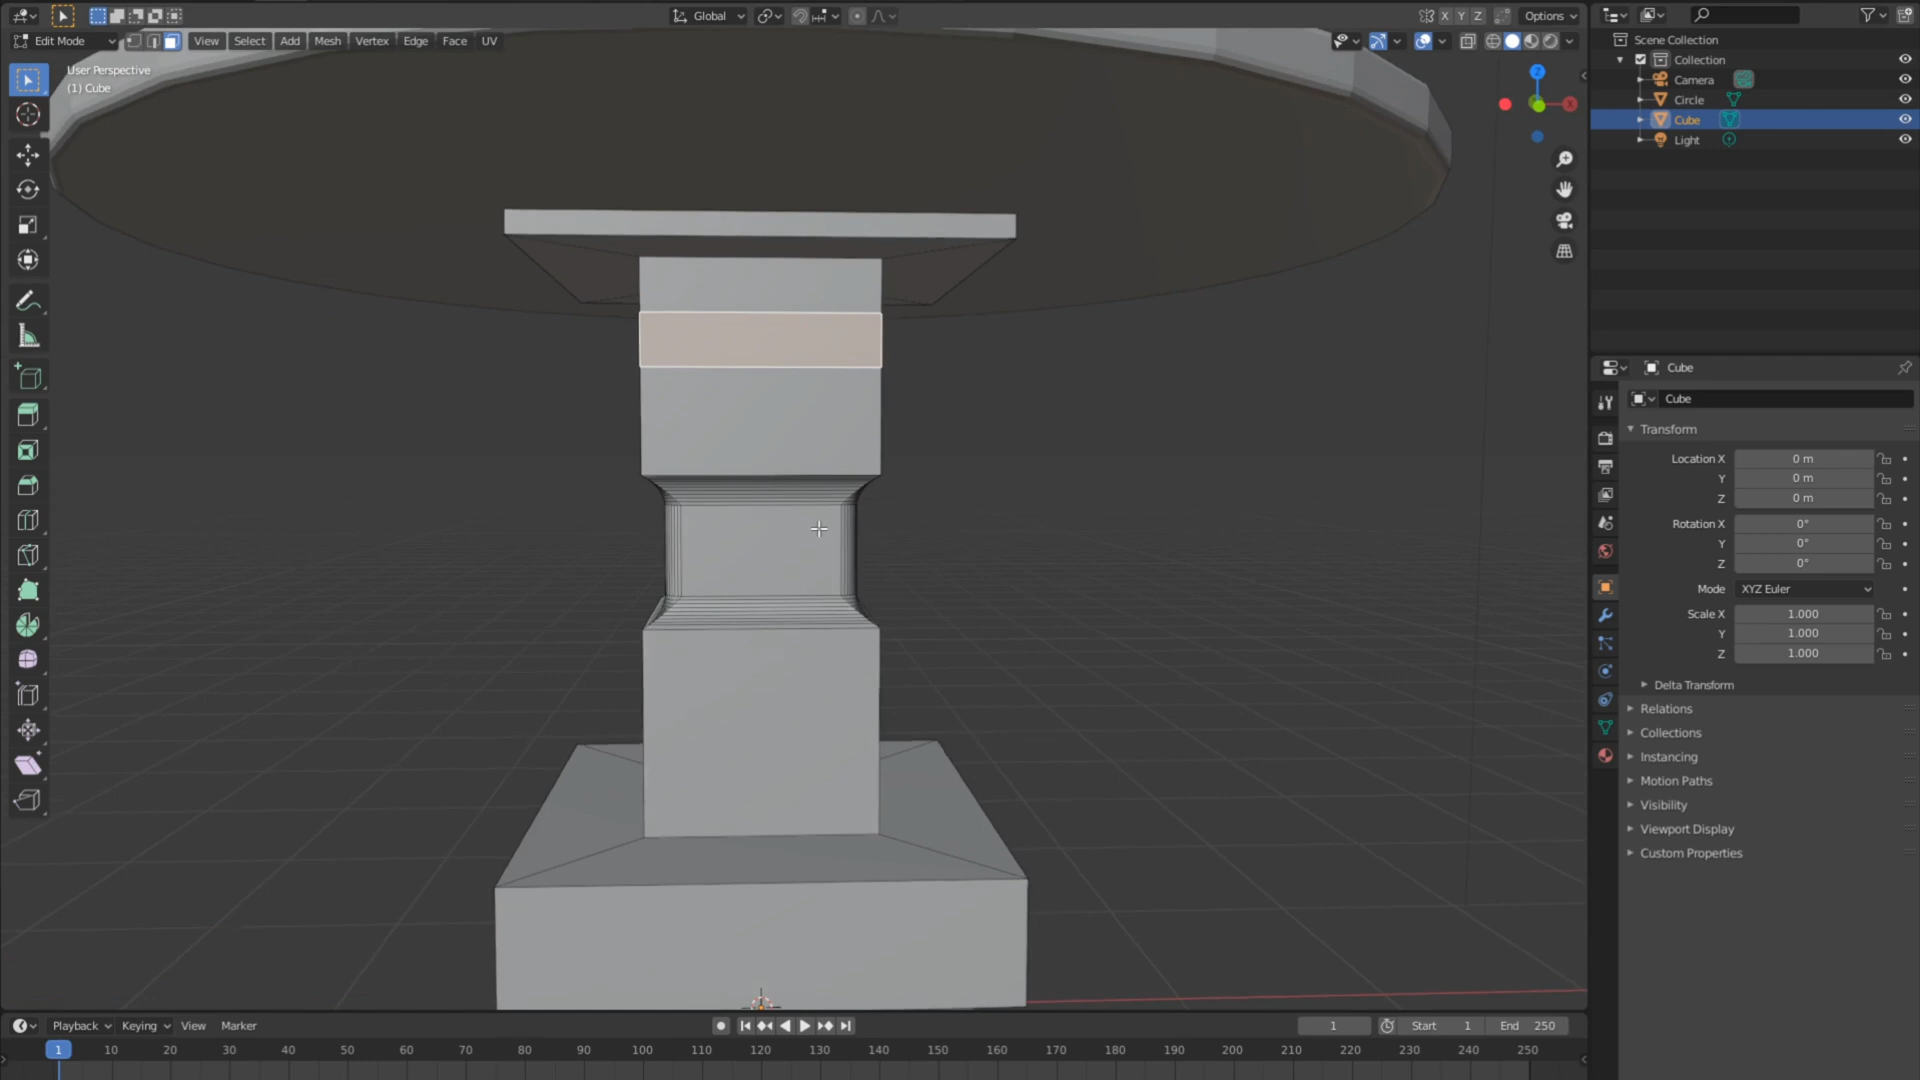 Global
X Y Z
Options
Edit Mode
View Select Add Mesh Vertex Edge Face UV
User Perspective
(1) Cube
Z
X
Scene Collection
Collection
Camera
Circle
Cube
Light
Cube
Cube
Transform
Location X 0 m
Y 0 m
Z 0 m
Rotation X 0°
Y 0°
Z 0°
Mode XYZ Euler
Scale X 1.000
Y 1.000
Z 1.000
Delta Transform
Relations
Collections
Instancing
Motion Paths
Visibility
Viewport Display
Custom Properties
Playback Keying View Marker
1 Start 1 End 250
1 10 20 30 40 50 60 70 80 90 100 110 120 130 140 150 160 170 180 190 200 210 220 230 240 250